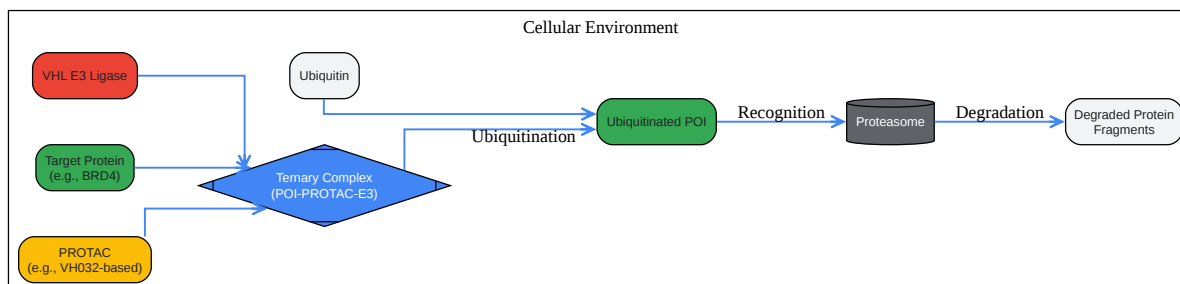 Cellular Environment
VHL E3 Ligase
Ubiquitin
Target Protein
(e.g., BRD4)
PROTAC
(e.g., VH032-based)
Ternary Complex
(POI-PROTAC-E3)
Ubiquitination
Ubiquitinated POI
Recognition
Proteasome
Degradation
Degraded Protein
Fragments